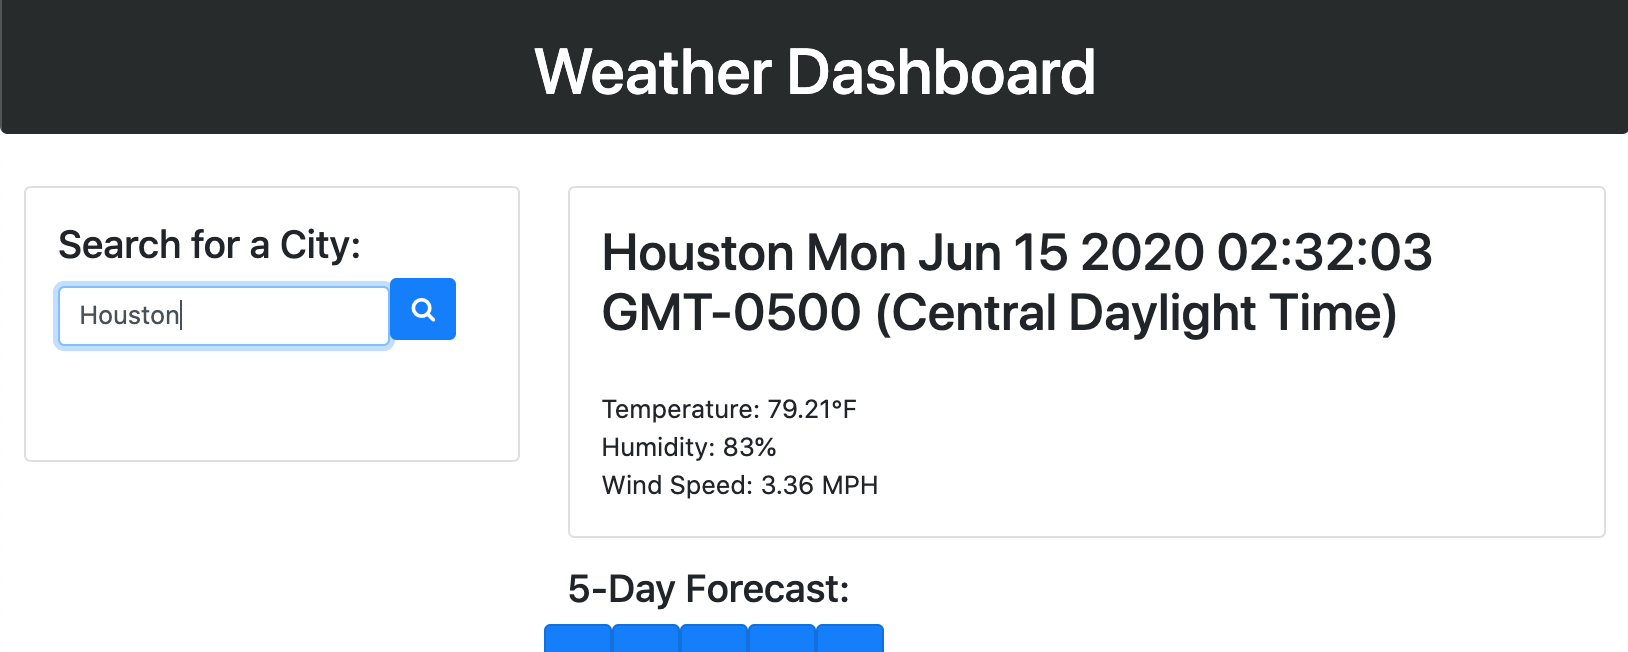 Weather Dashboard
Search for a City:
Houston
Houston Mon Jun 15 2020 02:32:03
GMT-0500 (Central Daylight Time)
Temperature: 79.21°F
Humidity: 83%
Wind Speed: 3.36 MPH
5-Day Forecast: